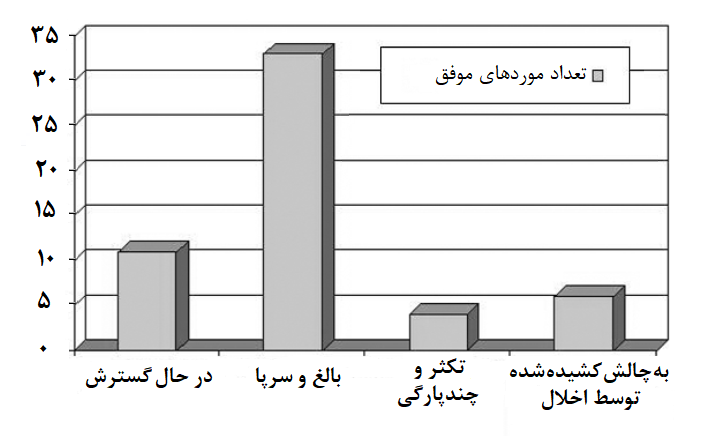 ۳۵
۳۰
۲۵
۲۰
۱۵
۱۰
۵
۰
تعداد موردهای موفق
در حال گسترش
بالغ و سرپا
تکثر و
چندپارگی
به‌چالش‌کشیده‌شده
توسط اخلال